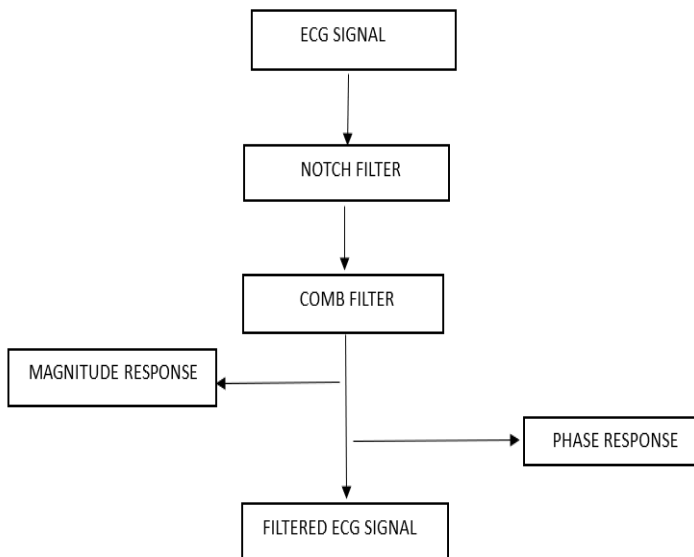 ECG SIGNAL
NOTCH FILTER
COMB FILTER
MAGNITUDE RESPONSE
PHASE RESPONSE
FILTERED ECG SIGNAL